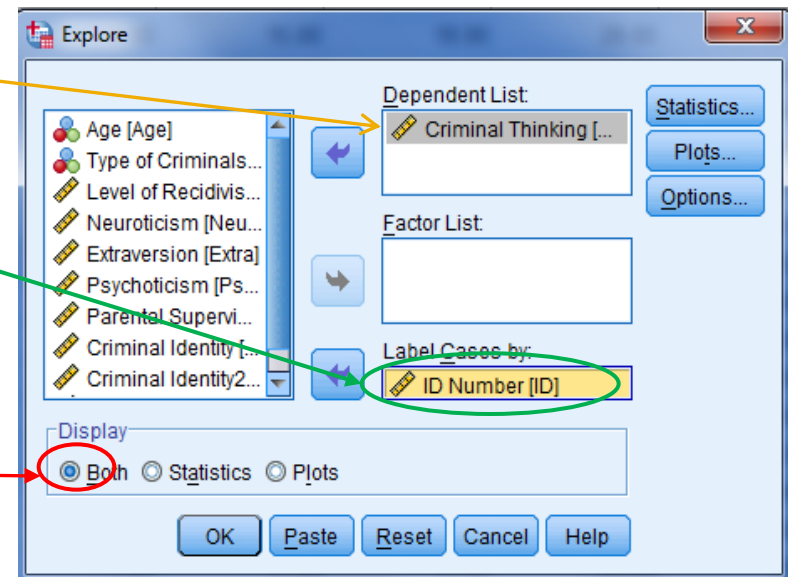 Explore
Dependent List:
Criminal Thinking [...
Statistics...
Plots...
Options...
Age [Age]
Type of Criminals...
Level of Recidivis...
Neuroticism [Neu...
Extraversion [Extra]
Psychoticism [Ps...
Parental Supervi...
Criminal Identity [...
Criminal Identity2...
Factor List:
Label Cases by:
ID Number [ID]
Display
Both Statistics Plots
OK Paste Reset Cancel Help